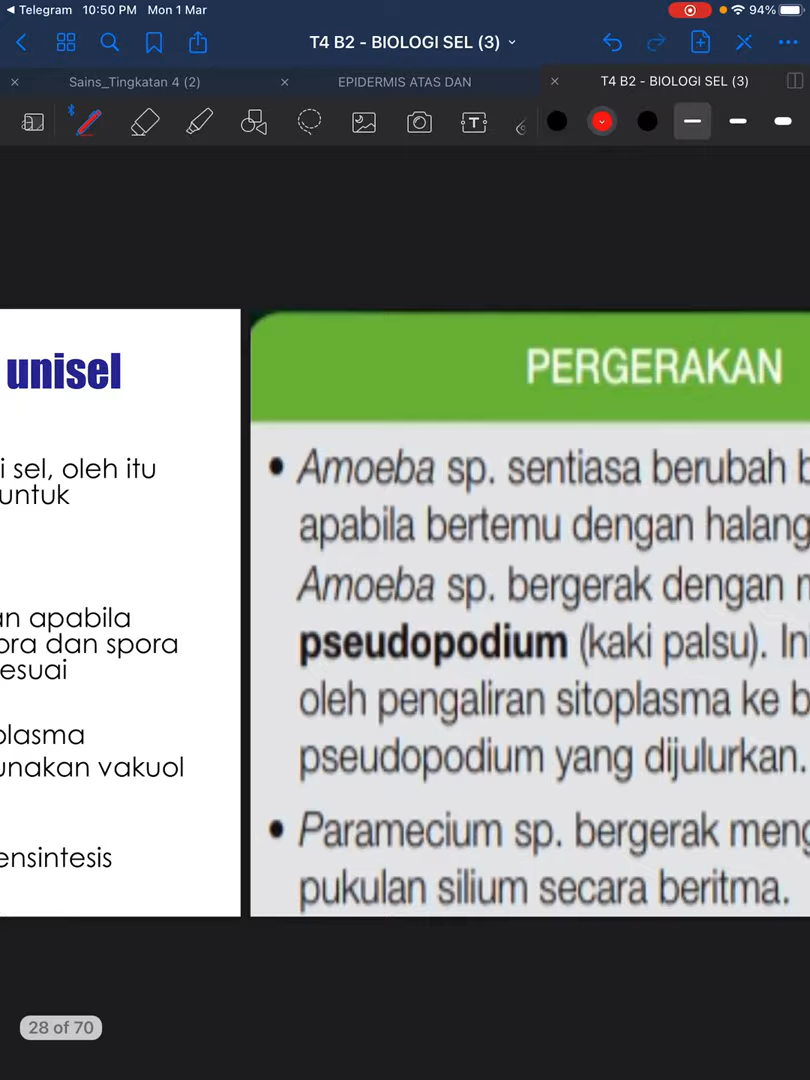 Telegram 10:50 PM Mon 1 Mar 94%
T4 B2 - BIOLOGI SEL (3)
Sains_Tingkatan 4 (2) EPIDERMIS ATAS DAN T4 B2 - BIOLOGI SEL (3)
T
unisel
i sel, oleh itu
untuk
an apabila
ora dan spora
esuai
plasma
unakan vakuol
ensintesis
PERGERAKAN
• Amoeba sp. sentiasa berubah b
apabila bertemu dengan halang
Amoeba sp. bergerak dengan m
pseudopodium (kaki palsu). In
oleh pengaliran sitoplasma ke b
pseudopodium yang dijulurkan.
• Paramecium sp. bergerak meng
pukulan silium secara beritma.
28 of 70